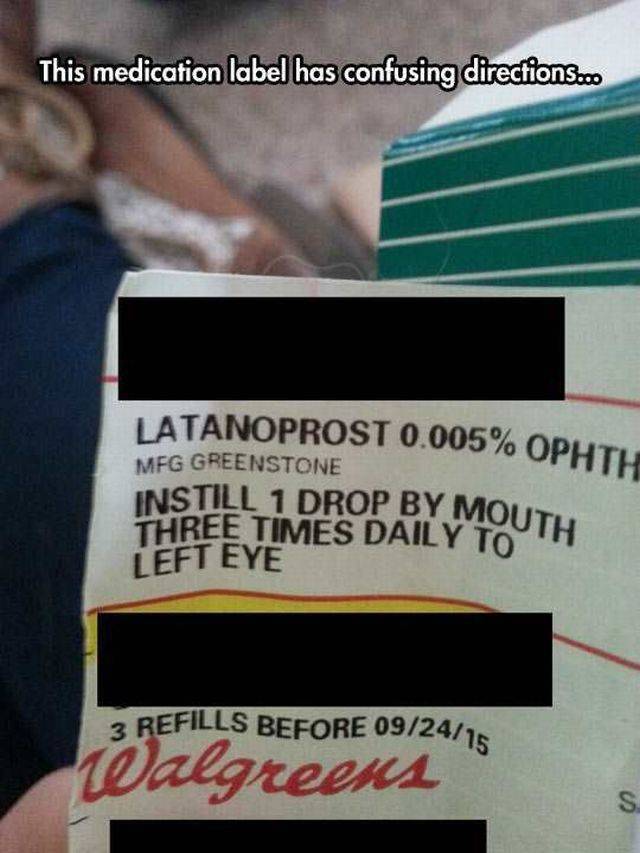 This medication label has confusing directions...
LATANOPROST 0.005% OPHTH
MFG GREENSTONE
INSTILL 1 DROP BY MOUTH
THREE TIMES DAILY TO
LEFT EYE
3 REFILLS BEFORE 09/24/15
Walgreens
S